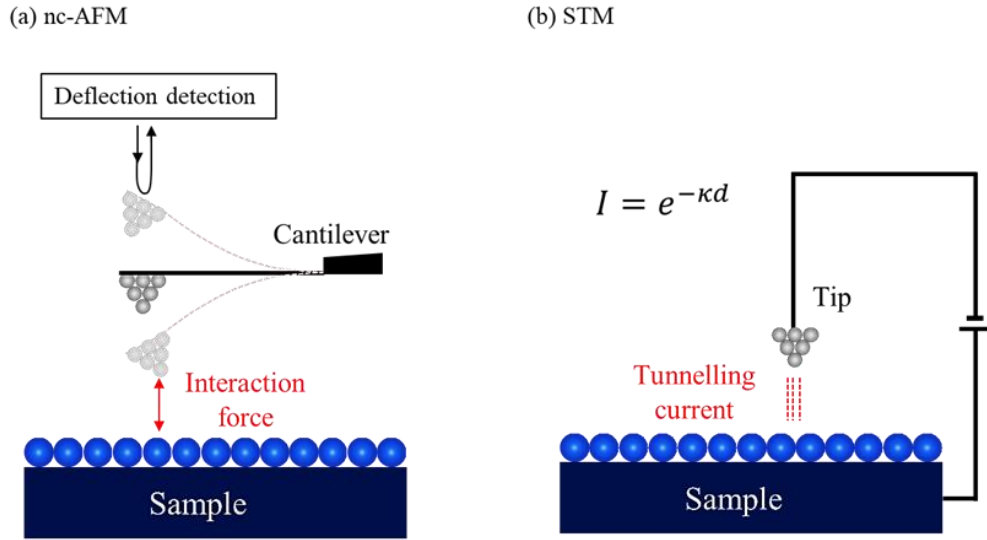 (a) nc-AFM
Deflection detection
Cantilever
Interaction
force
Sample
(b) STM
I = e^{-κd}
Tip
Tunnelling
current
Sample